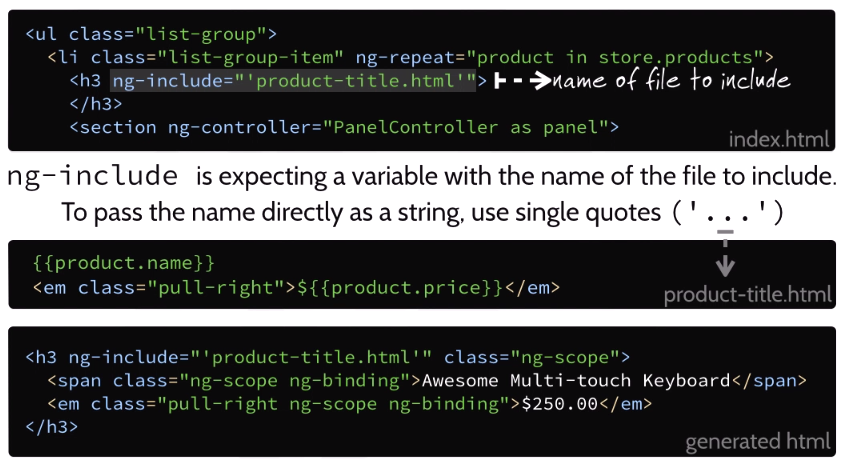 <ul class="list-group">
<li class="list-group-item" ng-repeat="product in store.products">
<h3 ng-include="'product-title.html'"> name of file to include
</h3>
<section ng-controller="PanelController as panel">
index.html
ng-include is expecting a variable with the name of the file to include.
To pass the name directly as a string, use single quotes ('...')
{{product.name}}
<em class="pull-right">${{product.price}}</em>
product-title.html
<h3 ng-include="'product-title.html'" class="ng-scope">
<span class="ng-scope ng-binding">Awesome Multi-touch Keyboard</span>
<em class="pull-right ng-scope ng-binding">$250.00</em>
</h3>
generated html